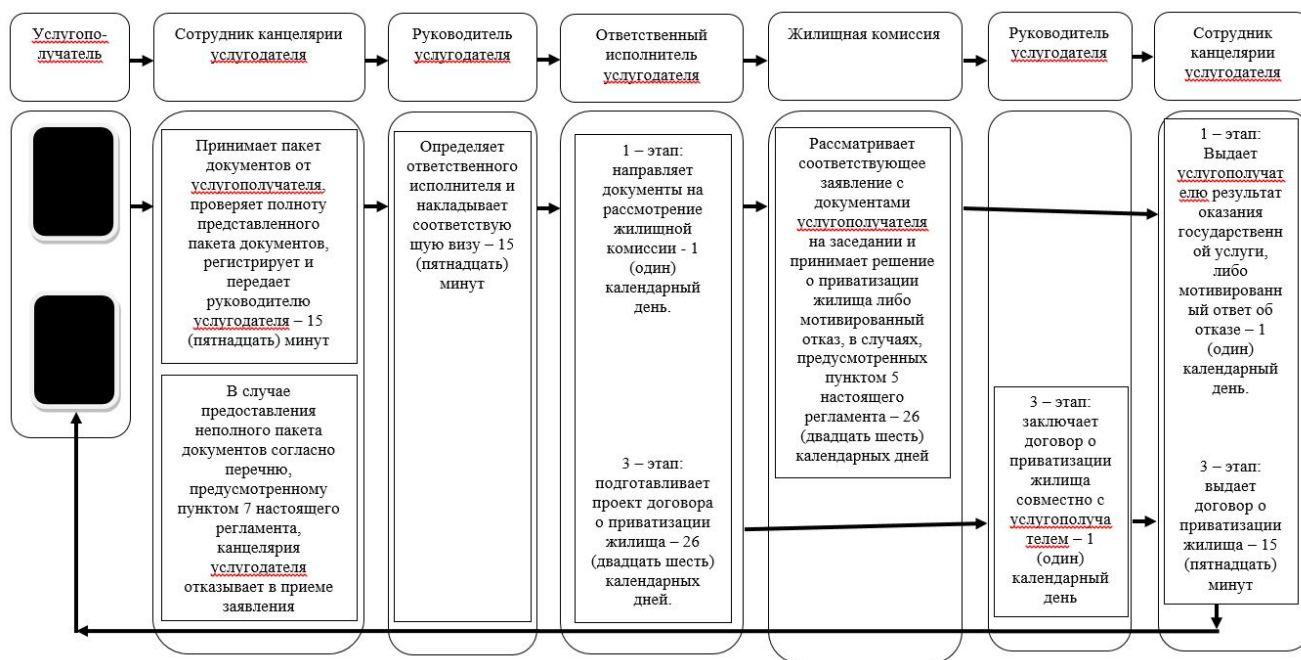 Услугопо-
лучатель
Сотрудник канцелярии
услугодателя
Руководитель
услугодателя
Ответственный
исполнитель
услугодателя
Жилищная комиссия
Руководитель
услугодателя
Сотрудник
канцелярии
услугодателя
Принимает пакет
документов от
услугополучателя,
проверяет полноту
представленного
пакета документов,
регистрирует и
передает
руководителю
услугодателя – 15
(пятнадцать) минут
В случае
предоставления
неполного пакета
документов согласно
перечню,
предусмотренному
пунктом 7 настоящего
регламента,
канцелярия
услугодателя
отказывает в приеме
заявления
Определяет
ответственного
исполнителя и
накладывает
соответствую
щую визу – 15
(пятнадцать)
минут
1 – этап:
направляет
документы на
рассмотрение
жилищной
комиссии - 1
(один)
календарный
день.
3 – этап:
подготавливает
проект договора
о приватизации
жилища – 26
(двадцать шесть)
календарных
дней.
Рассматривает
соответствующее
заявление с
документами
услугополучателя
на заседании и
принимает решение
о приватизации
жилища либо
мотивированный
отказ, в случаях,
предусмотренных
пунктом 5
настоящего
регламента – 26
(двадцать шесть)
календарных дней
3 – этап:
заключает
договор о
приватизации
жилища
совместно с
услугополуча
телем – 1
(один)
календарный
день
1 – этап:
Выдает
услугополучат
елю результат
оказания
государственн
ой услуги,
либо
мотивированн
ый ответ об
отказе – 1
(один)
календарный
день.
3 – этап:
выдает
договор о
приватизации
жилища – 15
(пятнадцать)
минут